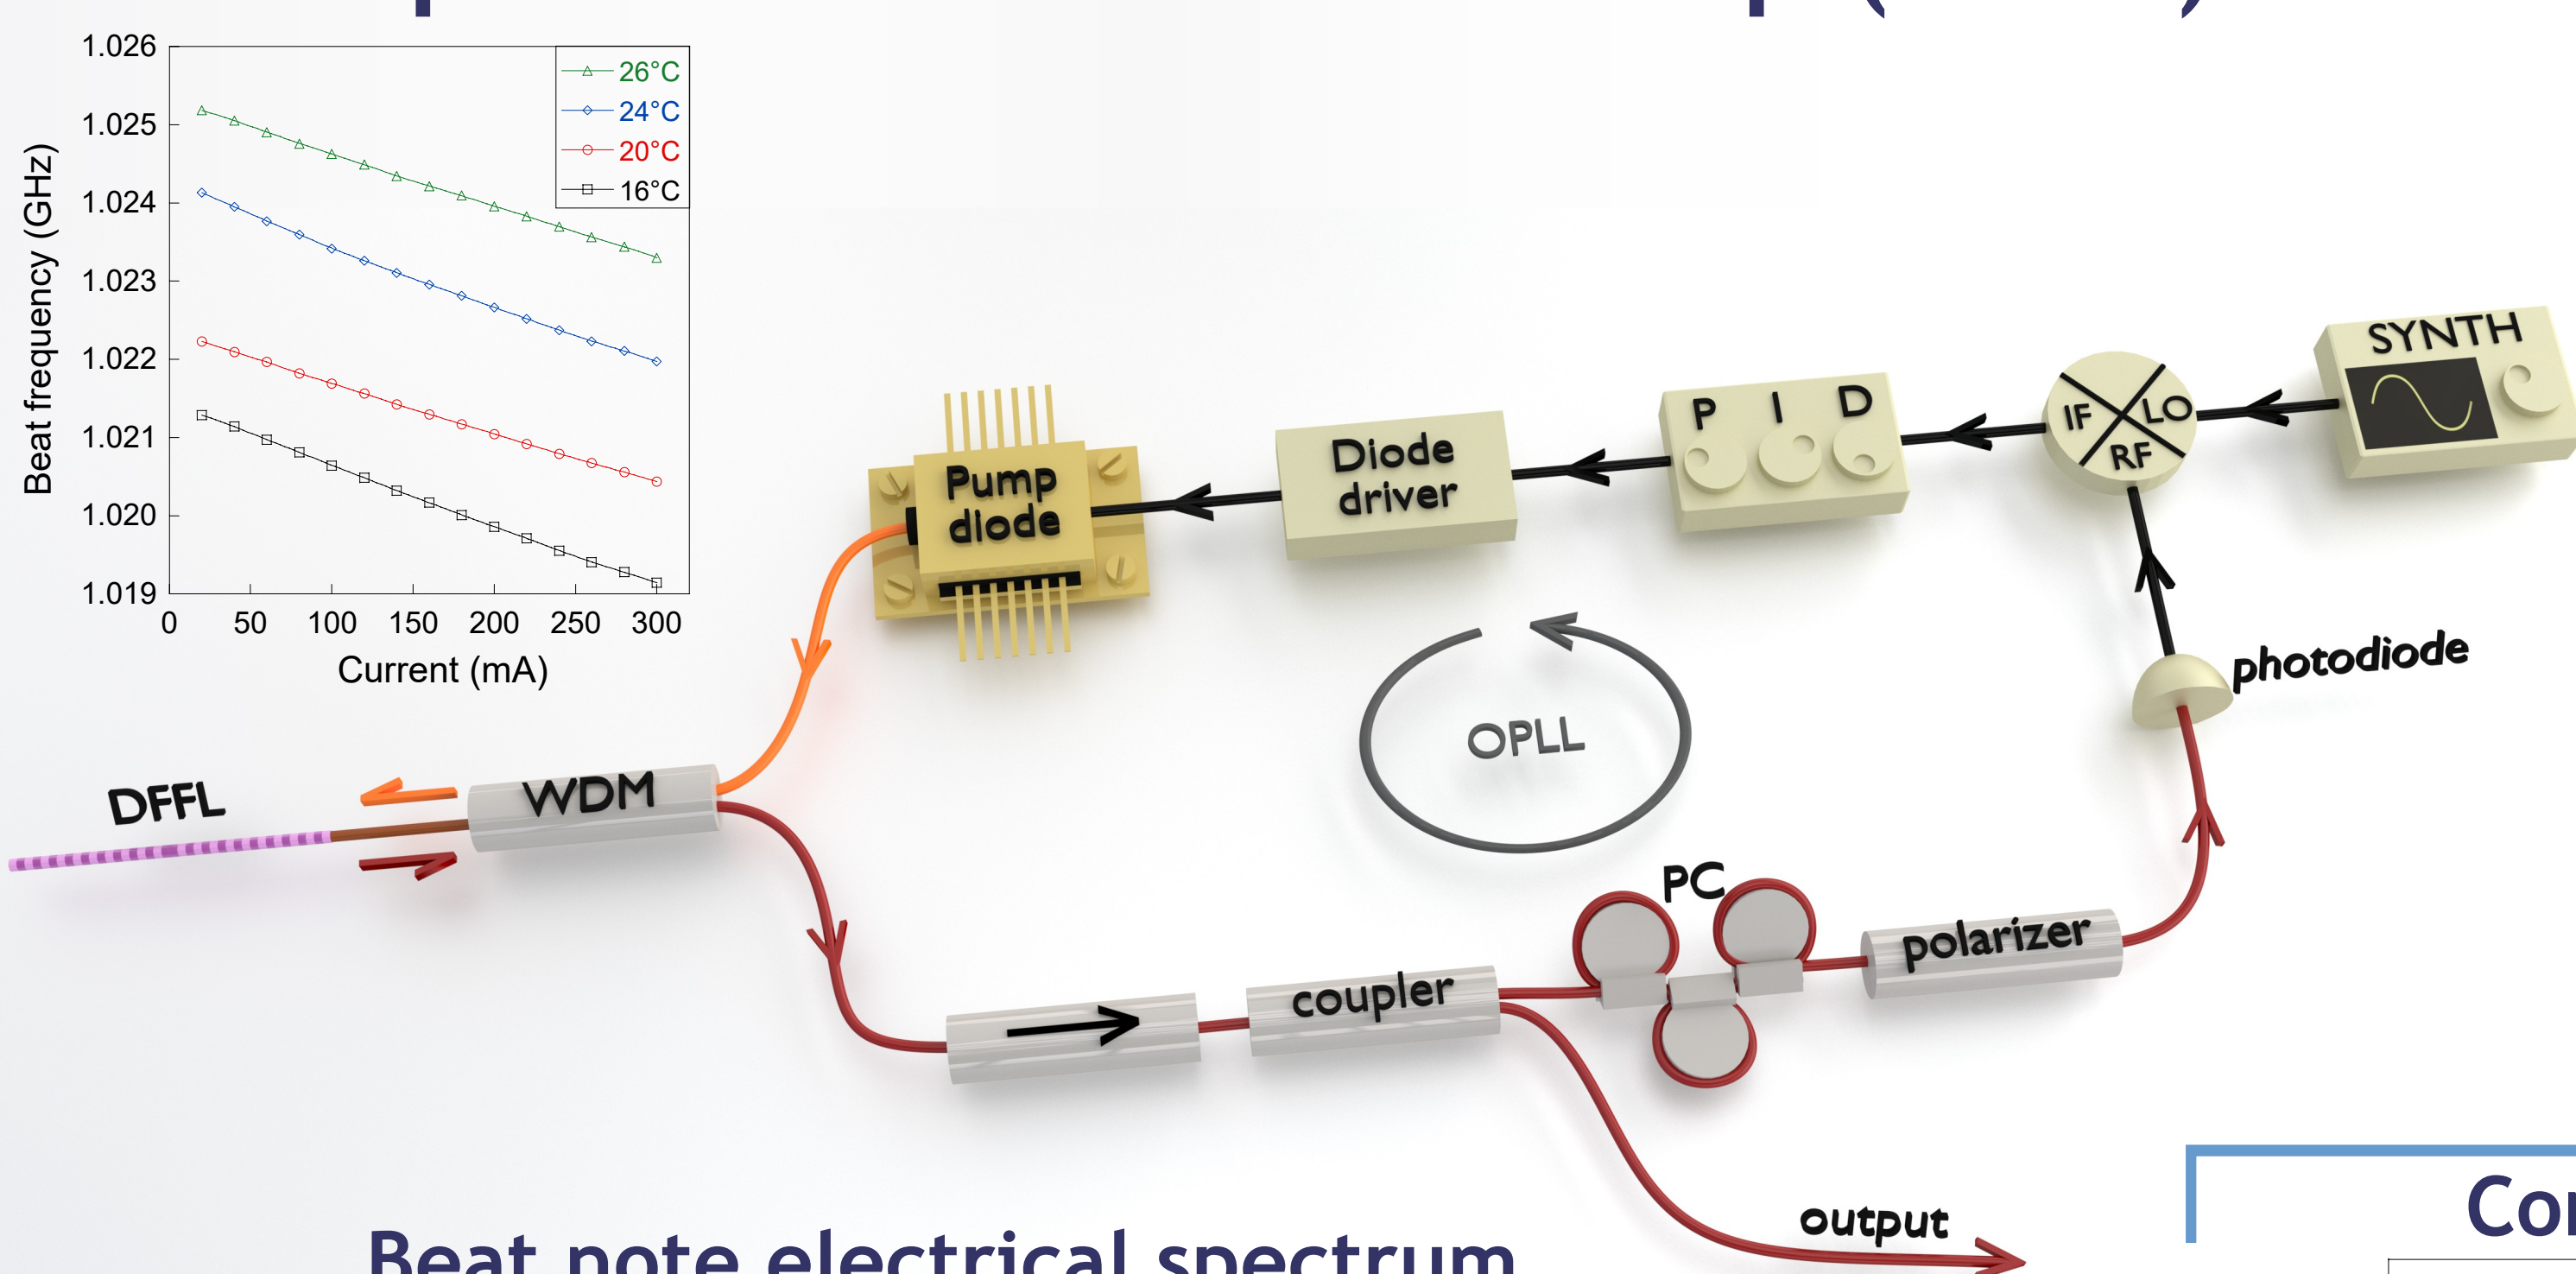 1.026
1.025
1.024
1.023
1.022
1.021
1.020
1.019
Beat frequency (GHz)
0 50 100 150 200 250 300
Current (mA)
26°C
24°C
20°C
16°C
SYNTH
P I D
IF LO
RF
Diode
driver
Pump
diode
photodiode
OPLL
DFFL
WDM
PC
polarizer
coupler
output
Beat note electrical spectrum